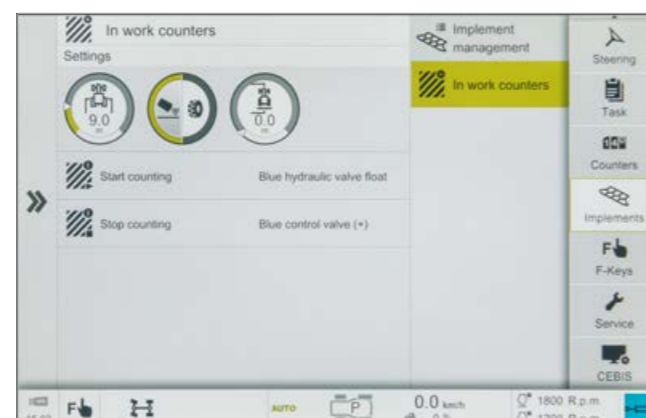 In work counters
Settings
9.0
m
0.0
m
Start counting
Blue hydraulic valve float
Stop counting
Blue control valve (+)
Implement
management
In work counters
Steering
Task
Counters
Implements
F-Keys
Service
CEBIS
F
AUTO
P
0.0 km/h
0 %
1800 R.p.m.
R.p.m.